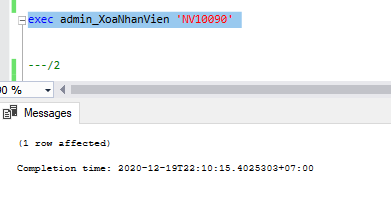 exec admin_XoaNhanVien 'NV10090'
---/2
00 %
Messages
(1 row affected)
Completion time: 2020-12-19T22:10:15.4025303+07:00